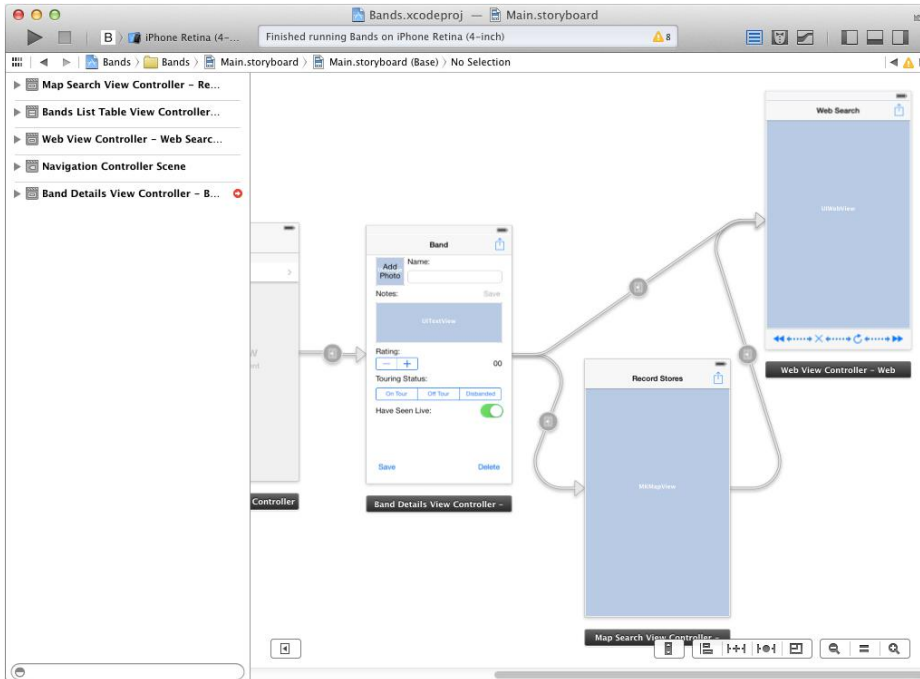 Bands.xcodeproj — Main.storyboard
B iPhone Retina (4-...
Finished running Bands on iPhone Retina (4-inch)
8
Bands Bands Main.storyboard Main.storyboard (Base) No Selection
Map Search View Controller – Re...
Bands List Table View Controller...
Web View Controller – Web Searc...
Navigation Controller Scene
Band Details View Controller – B...
Web Search
UIWebView
Web View Controller – Web
Band
Add Photo
Name:
Notes:
Save
UITextView
Rating:
00
Touring Status:
On Tour
Off Tour
Disbanded
Have Seen Live:
Save
Delete
Controller
Band Details View Controller –
Record Stores
MKMapView
Map Search View Controller –